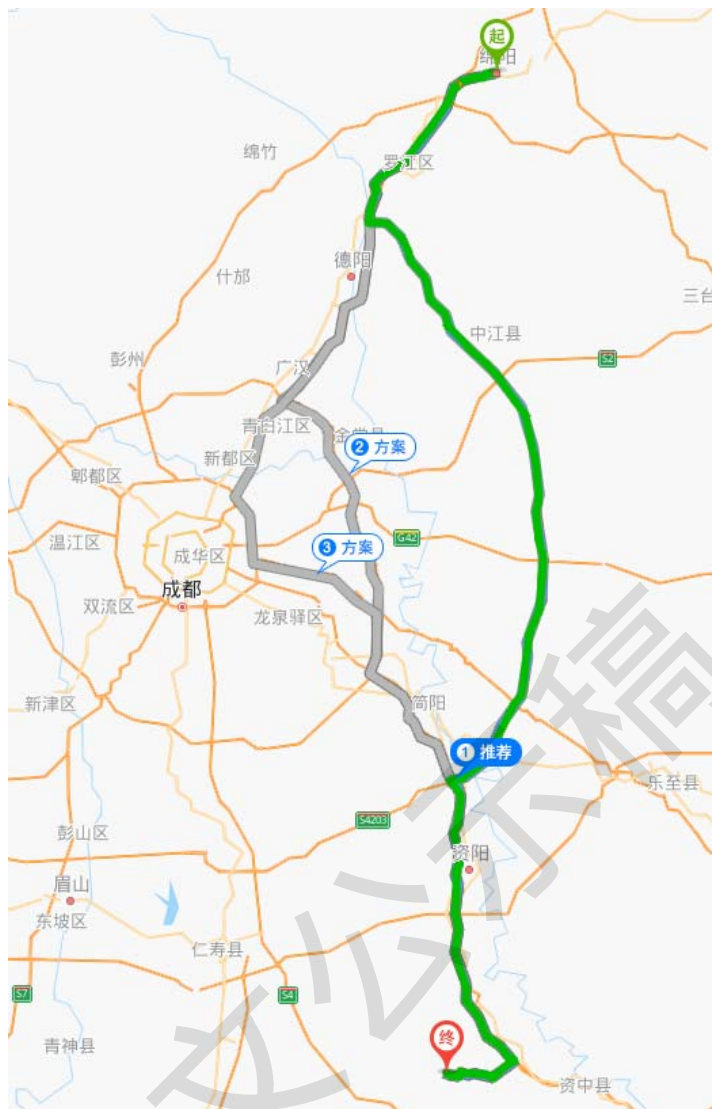 起
绵阳
绵竹
罗江区
德阳
什邡
三台
中江县
S2
彭州
广汉
青白江区
金堂县
2 方案
新都区
郫都区
G42
温江区
成华区
3 方案
成都
双流区
龙泉驿区
新津区
简阳
1 推荐
乐至县
S4203
彭山区
资阳
眉山
东坡区
仁寿县
S7
S4
终
青神县
资中县
文公示稿